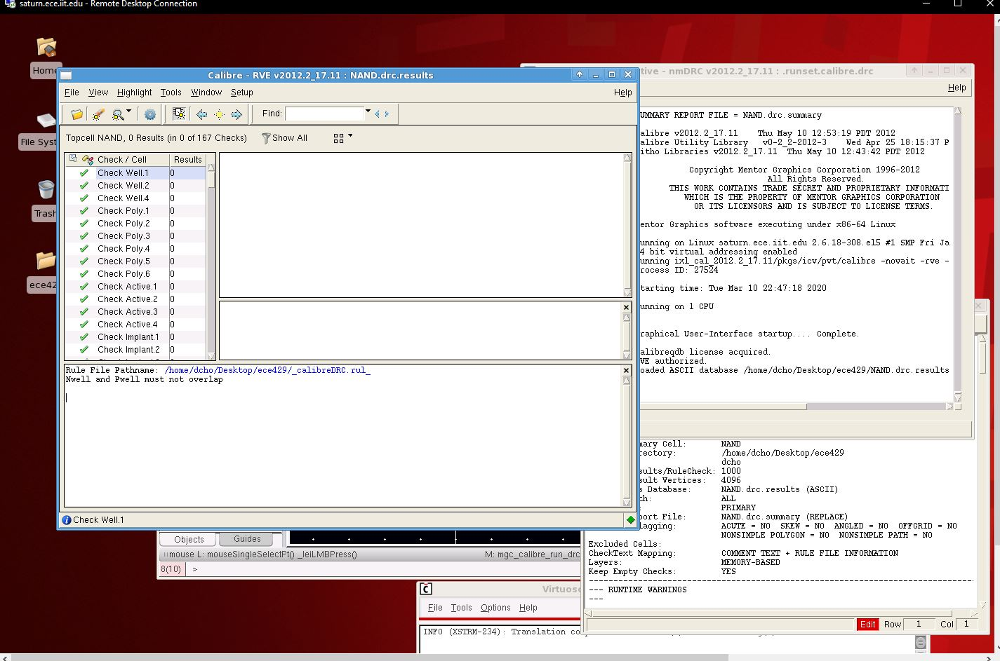 saturn.ece.iit.edu - Remote Desktop Connection
Home
File Syst
Trash
ece42
Calibre - RVE v2012.2_17.11 : NAND.drc.results
File View Highlight Tools Window Setup Help
Find:
Topcell NAND, 0 Results (in 0 of 167 Checks) Show All
Check / Cell Results
Check Well.1 0
Check Well.2 0
Check Well.4 0
Check Poly.1 0
Check Poly.2 0
Check Poly.3 0
Check Poly.4 0
Check Poly.5 0
Check Poly.6 0
Check Active.1 0
Check Active.2 0
Check Active.3 0
Check Active.4 0
Check Implant.1 0
Check Implant.2 0
Rule File Pathname: /home/dcho/Desktop/ece429/_calibreDRC.rul_
Nwell and Pwell must not overlap
Check Well.1
tive - nmDRC v2012.2_17.11 : .runset.calibre.drc
Help
UMMARY REPORT FILE = NAND.drc.summary
alibre v2012.2_17.11 Thu May 10 12:53:19 PDT 2012
alibre Utility Library v0-2_2-2012-3 Wed Apr 25 18:15:37 P
itho Libraries v2012.2_17.11 Thu May 10 12:43:42 PDT 2012
Copyright Mentor Graphics Corporation 1996-2012
All Rights Reserved.
THIS WORK CONTAINS TRADE SECRET AND PROPRIETARY INFORMATI
WHICH IS THE PROPERTY OF MENTOR GRAPHICS CORPORATION
OR ITS LICENSORS AND IS SUBJECT TO LICENSE TERMS.
entor Graphics software executing under x86-64 Linux
unning on Linux saturn.ece.iit.edu 2.6.18-308.el5 #1 SMP Fri Ja
4 bit virtual addressing enabled
unning ixl_cal_2012.2_17.11/pkgs/icv/pvt/calibre -nowait -rve -
rocess ID: 27524
tarting time: Tue Mar 10 22:47:18 2020
unning on 1 CPU
raphical User-Interface startup.... Complete.
alibreqdb license acquired.
VE authorized.
oaded ASCII database /home/dcho/Desktop/ece429/NAND.drc.results
mary Cell: NAND
rectory: /home/dcho/Desktop/ece429
dcho
sults/RuleCheck: 1000
sult Vertices: 4096
s Database: NAND.drc.results (ASCII)
th: ALL
: PRIMARY
port File: NAND.drc.summary (REPLACE)
lagging: ACUTE = NO SKEW = NO ANGLED = NO OFFGRID = NO
NONSIMPLE POLYGON = NO NONSIMPLE PATH = NO
Excluded Cells:
CheckText Mapping: COMMENT TEXT + RULE FILE INFORMATION
Layers: MEMORY-BASED
Keep Empty Checks: YES
--- RUNTIME WARNINGS
---
Edit Row 1 Col 1
Objects Guides
mouse L: mouseSingleSelectPt() _leiLMBPress() M: mgc_calibre_run_drc
8(10) >
Virtuoso
File Tools Options Help
INFO (XSTRM-234): Translation co